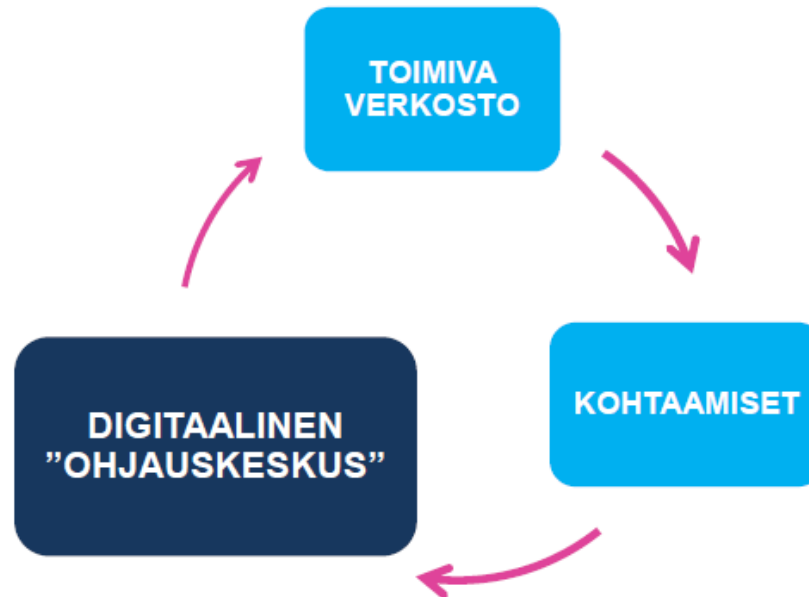 TOIMIVA
VERKOSTO
KOHTAAMISET
DIGITAALINEN
”OHJAUSKESKUS”